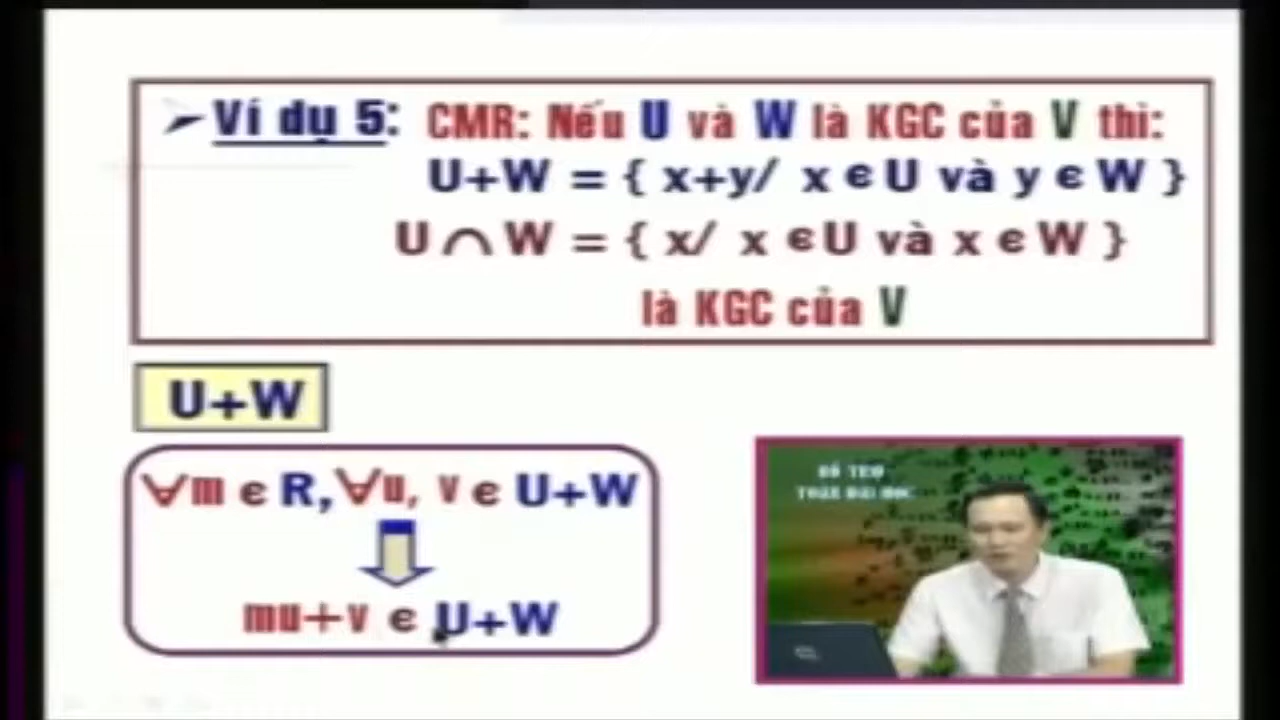 Ví dụ 5: CMR: Nếu U và W là KGC của V thì:
U+W = { x+y/ x ∈ U và y ∈ W }
U ∩ W = { x/ x ∈ U và x ∈ W }
là KGC của V
U+W
∀m ∈ R, ∀u, v ∈ U+W
mu+v ∈ U+W